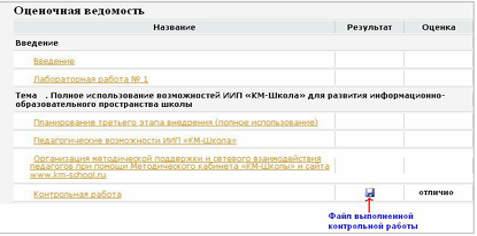 Оценочная ведомость
Название Результат Оценка
Введение
Введение
Лабораторная работа № 1
Тема . Полное использование возможностей ИИП «КМ-Школа» для развития информационно-
образовательного пространства школы
Планирование третьего этапа внедрения (полное использование)
Педагогические возможности ИИП «КМ-Школа»
Организация методической поддержки и сетевого взаимодействия
педагогов при помощи Методического кабинета «КМ-Школы» и сайта
www.km-school.ru
Контрольная работа отлично
Файл выполненной
контрольной работы